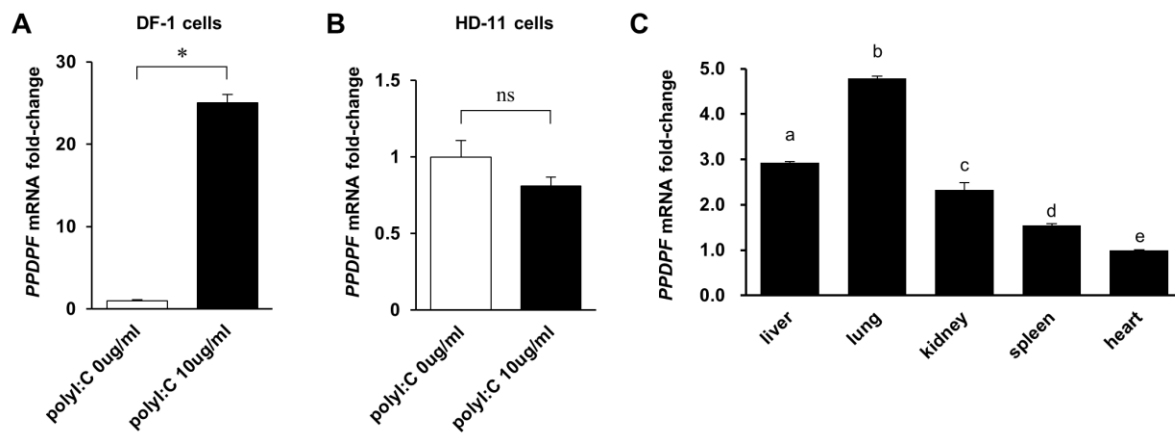 A
DF-1 cells
PPDPF mRNA fold-change
30
20
10
0
*
polyI:C 0ug/ml
polyI:C 10ug/ml
B
HD-11 cells
PPDPF mRNA fold-change
1.5
1
0.5
0
ns
polyI:C 0ug/ml
polyI:C 10ug/ml
C
PPDPF mRNA fold-change
5.0
4.0
3.0
2.0
1.0
0.0
a
b
c
d
e
liver
lung
kidney
spleen
heart